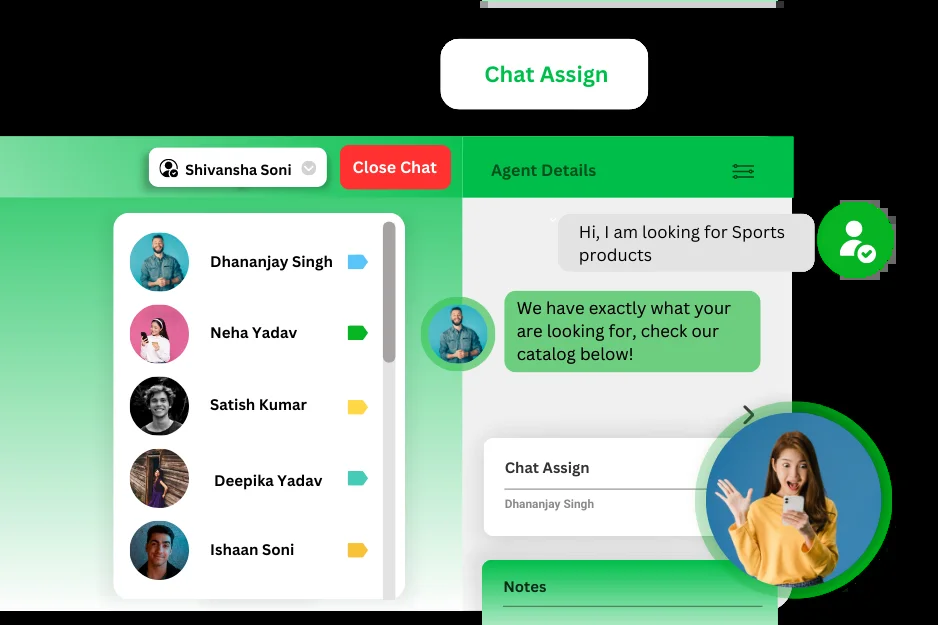 Chat Assign
Shivansha Soni
Close Chat
Agent Details
Dhananjay Singh
Neha Yadav
Satish Kumar
Deepika Yadav
Ishaan Soni
Hi, I am looking for Sports
products
We have exactly what your
are looking for, check our
catalog below!
Chat Assign
Dhananjay Singh
Notes